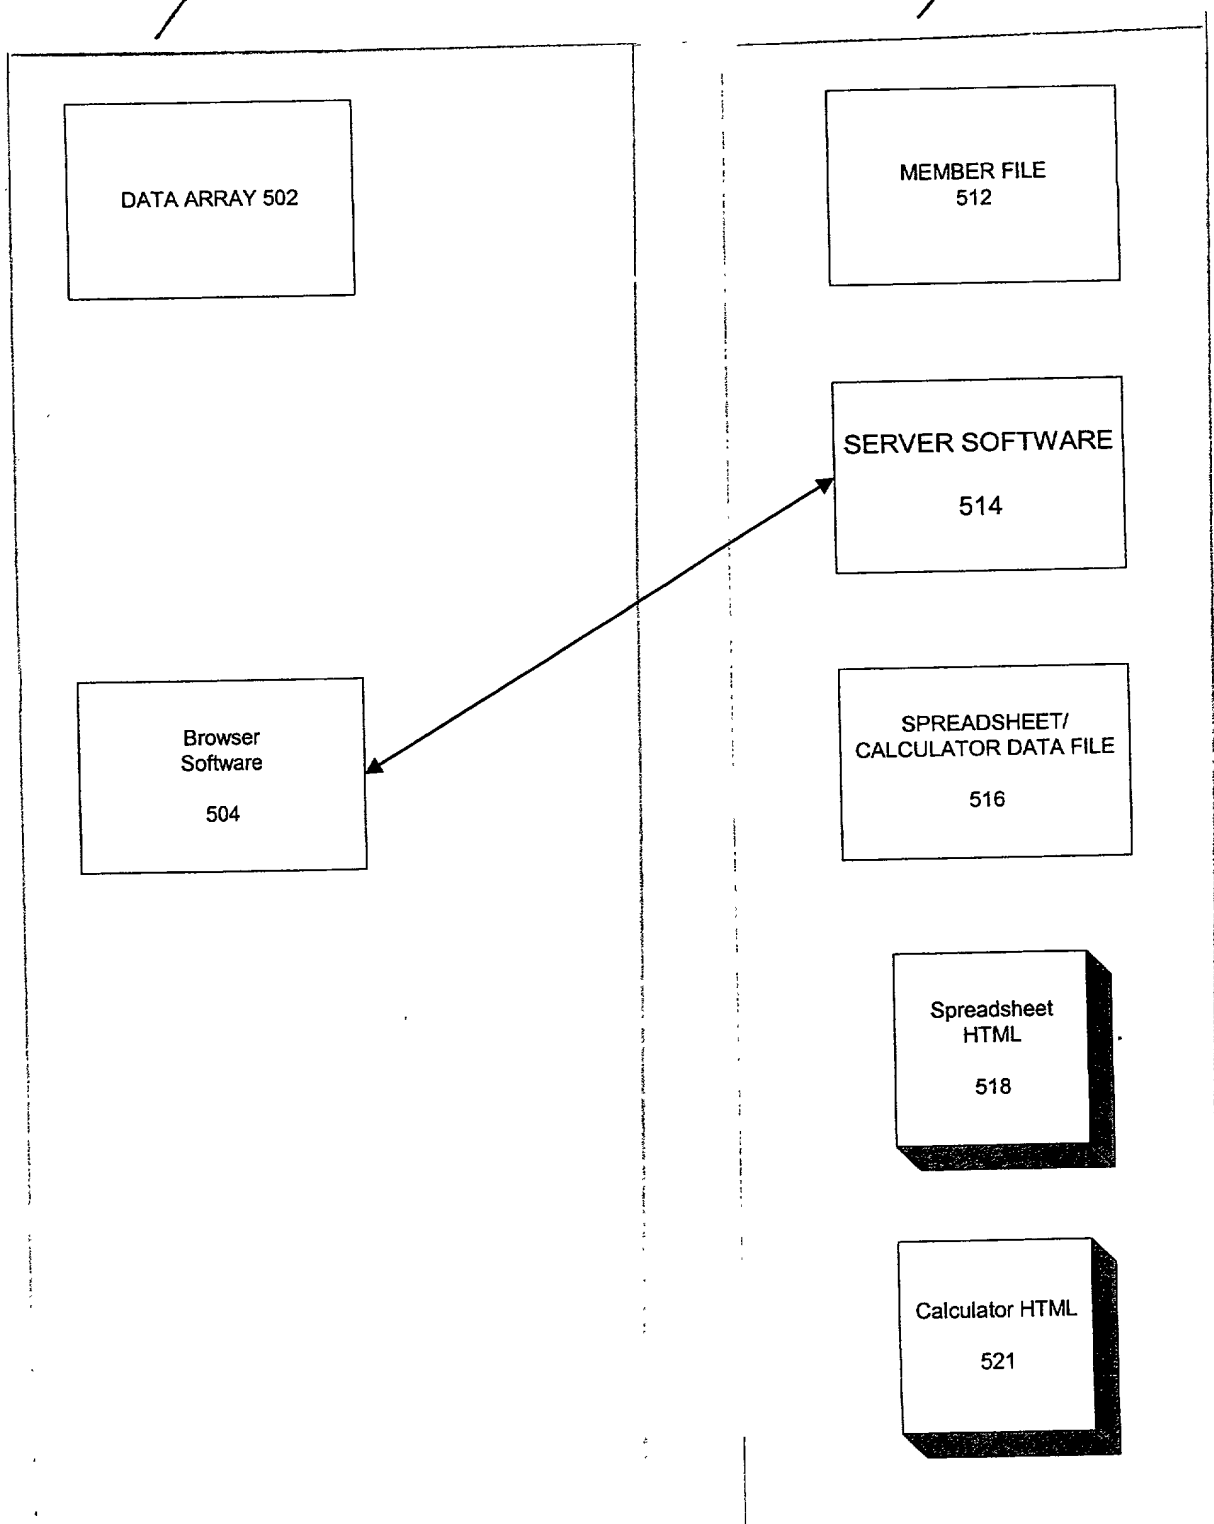 DATA ARRAY 502
Browser
Software
504
MEMBER FILE
512
SERVER SOFTWARE
514
SPREADSHEET/
CALCULATOR DATA FILE
516
Spreadsheet
HTML
518
Calculator HTML
521